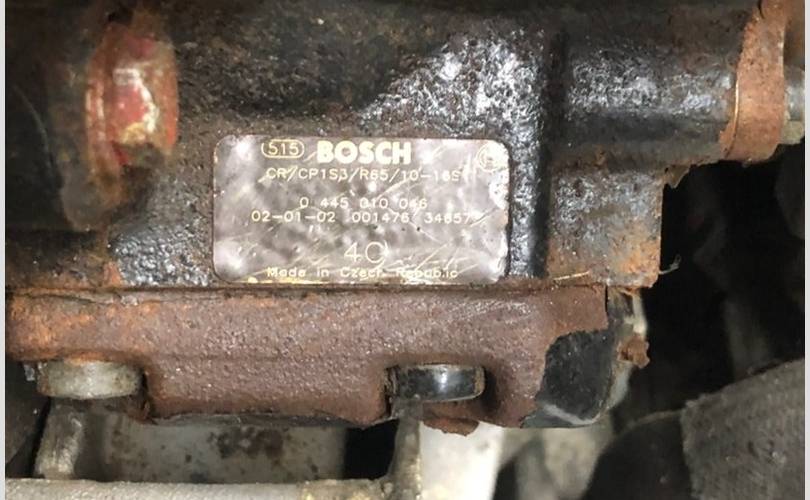 515 BOSCH
CR/CP1S3/R65/10-16S
0 445 010 046
02-01-02 001476 34657
4C
Made in Czech Republic